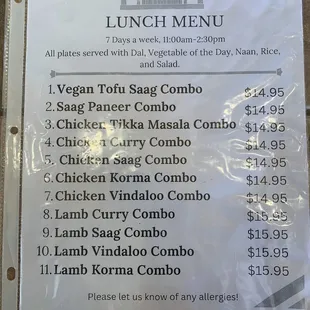 LUNCH MENU
7 Days a week, 11:00am-2:30pm
All plates served with Dal, Vegetable of the Day, Naan, Rice,
and Salad.
1. Vegan Tofu Saag Combo $14.95
2. Saag Paneer Combo $14.95
3. Chicken Tikka Masala Combo $14.95
4. Chicken Curry Combo $14.95
5. Chicken Saag Combo $14.95
6. Chicken Korma Combo $14.95
7. Chicken Vindaloo Combo $14.95
8. Lamb Curry Combo $15.95
9. Lamb Saag Combo $15.95
10. Lamb Vindaloo Combo $15.95
11. Lamb Korma Combo $15.95
Please let us know of any allergies!